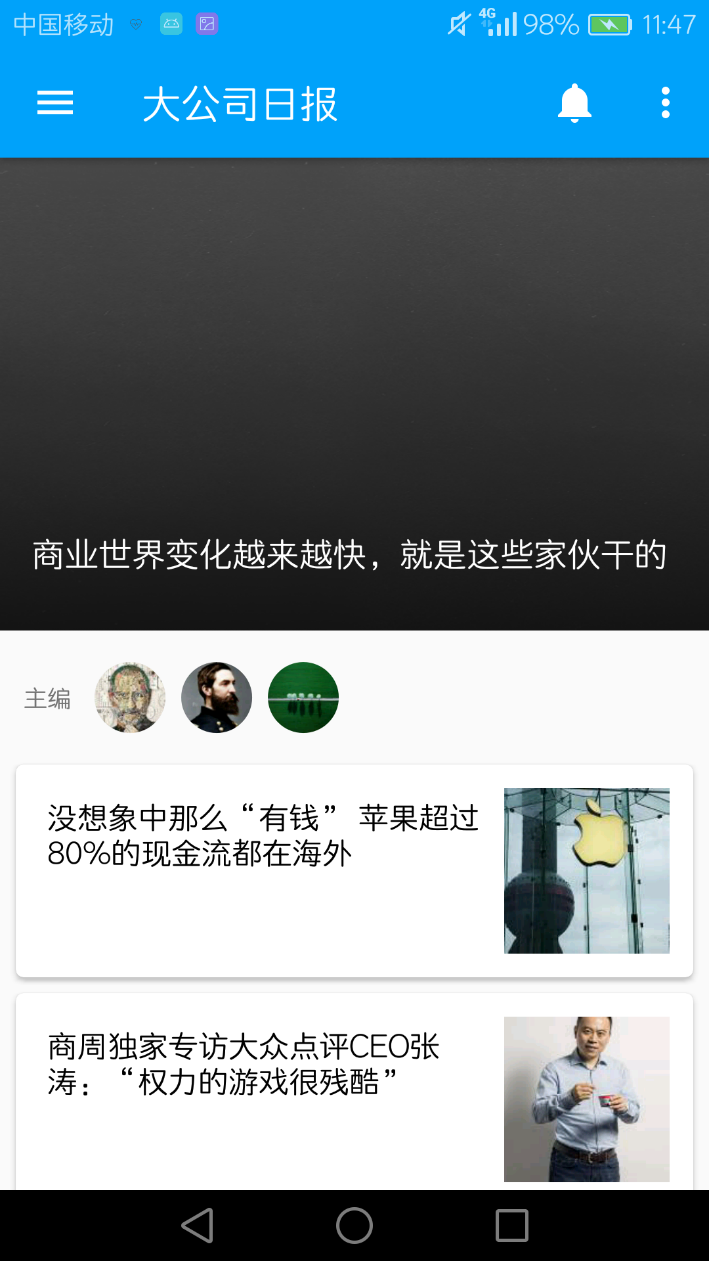 中国移动
4G
98%
11:47
大公司日报
商业世界变化越来越快，就是这些家伙干的
主编
没想象中那么“有钱” 苹果超过
80%的现金流都在海外
商周独家专访大众点评CEO张
涛：“权力的游戏很残酷”